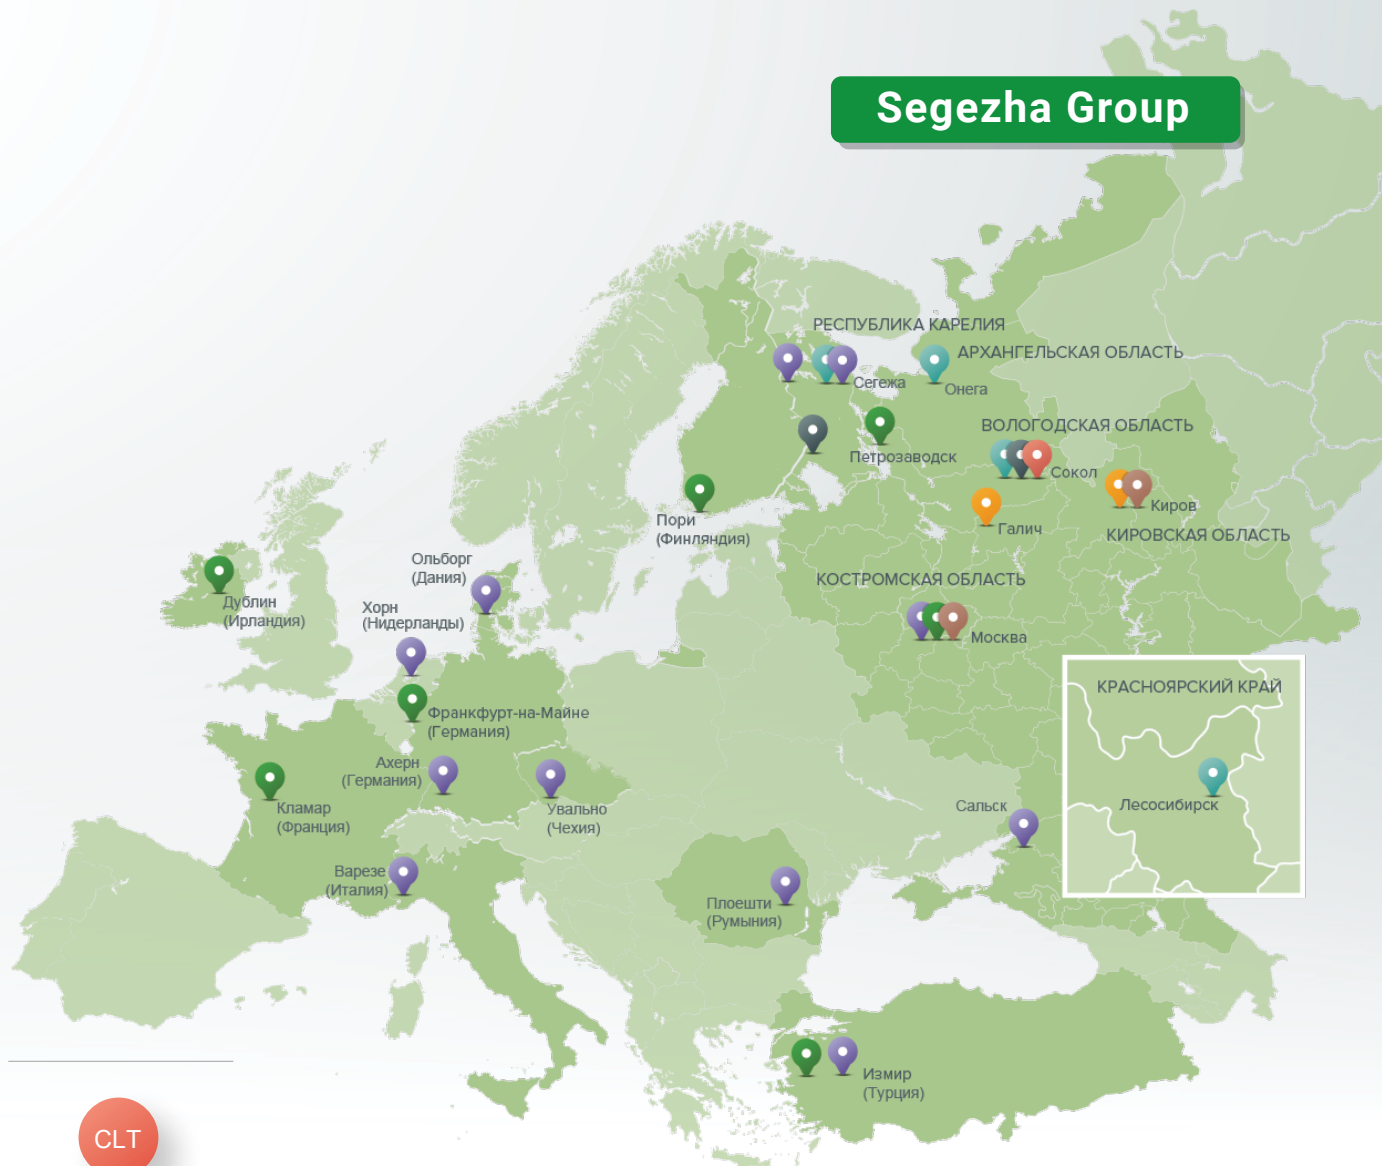 Segezha Group
РЕСПУБЛИКА КАРЕЛИЯ
АРХАНГЕЛЬСКАЯ ОБЛАСТЬ
Сегежа
Онега
ВОЛОГОДСКАЯ ОБЛАСТЬ
Петрозаводск
Сокол
Киров
Пори
(Финляндия)
Галич
КИРОВСКАЯ ОБЛАСТЬ
Ольборг
(Дания)
КОСТРОМСКАЯ ОБЛАСТЬ
Дублин
(Ирландия)
Хорн
(Нидерланды)
Москва
КРАСНОЯРСКИЙ КРАЙ
Франкфурт-на-Майне
(Германия)
Ахерн
(Германия)
Кламар
(Франция)
Увально
(Чехия)
Сальск
Лесосибирск
Варезе
(Италия)
Плоешти
(Румыния)
Измир
(Турция)
CLT